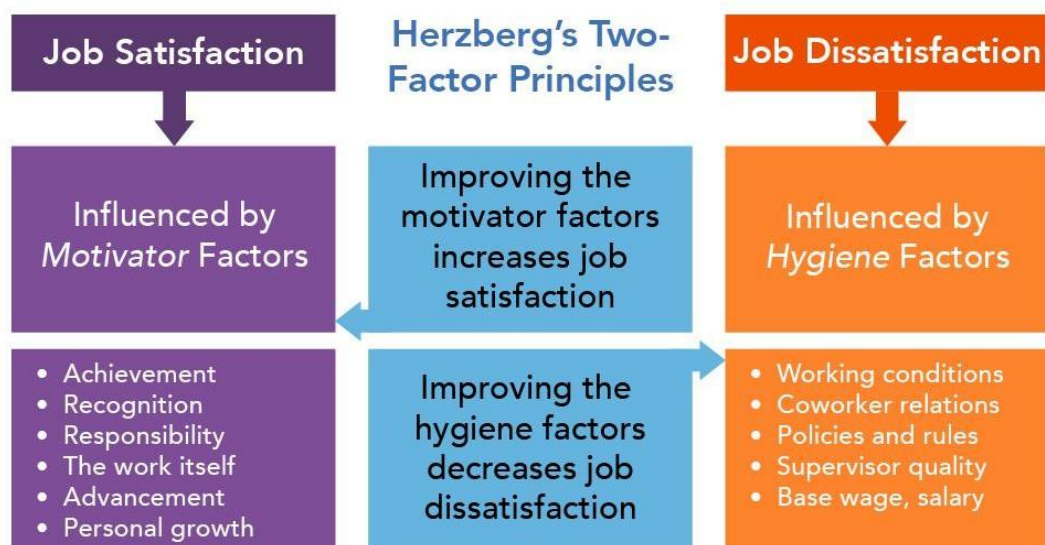 Job Satisfaction
Herzberg's Two-
Factor Principles
Job Dissatisfaction
Influenced by
Motivator Factors
Improving the
motivator factors
increases job
satisfaction
Influenced by
Hygiene Factors
• Achievement
• Recognition
• Responsibility
• The work itself
• Advancement
• Personal growth
Improving the
hygiene factors
decreases job
dissatisfaction
• Working conditions
• Coworker relations
• Policies and rules
• Supervisor quality
• Base wage, salary